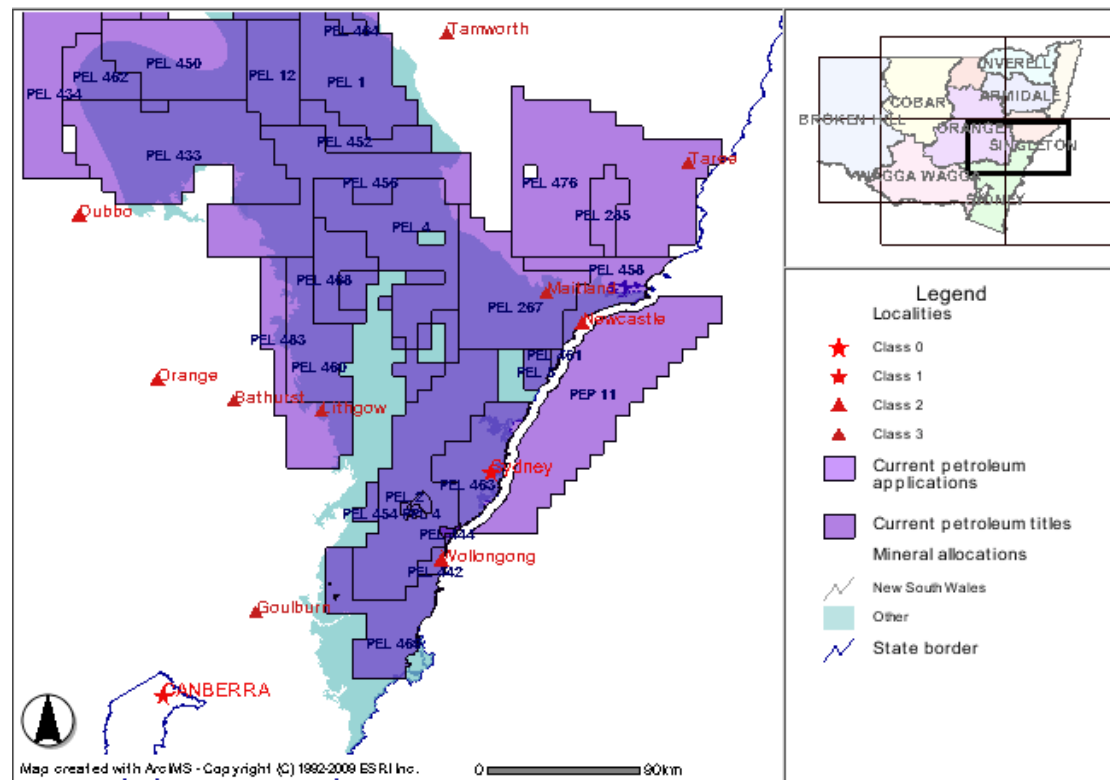 PEL 464
Tamworth
PEL 450
PEL 462
PEL 12
PEL 1
PEL 434
PEL 452
PEL 433
Taree
PEL 456
PEL 476
Dubbo
PEL 285
PEL 4
PEL 458
PEL 468
Maitland
PEL 267
Newcastle
PEL 483
PEL 461
PEL 460
PEL 5
Orange
PEP 11
Bathurst
Lithgow
Sydney
PEL 463
PEL 2
PEL 454
PEL 444
Wollongong
PEL 442
Goulburn
CANBERRA
Map created with ArcIMS - Copyright (C) 1992-2009 ESRI Inc.
0 90km
INVERELL
COBAR
ARMIDALE
BROKEN HILL
ORANGE
SINGLETON
WAGGA WAGGA
SYDNEY
Legend
Localities
Class 0
Class 1
Class 2
Class 3
Current petroleum
applications
Current petroleum titles
Mineral allocations
New South Wales
Other
State border